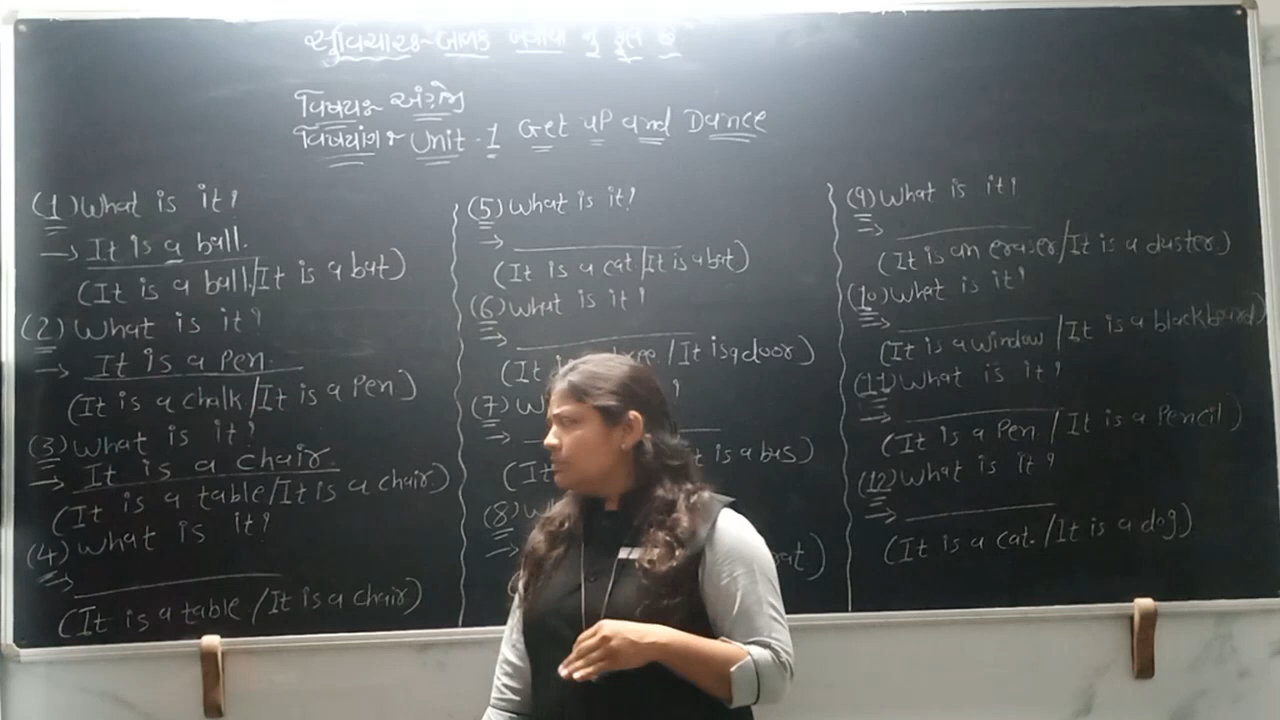 સુવિચારઃ- બાળક બગીચા નુ ફૂલ છે
વિષયઃ- અંગ્રેજી
વિષયાંગઃ- Unit-1 Get up and Dance
(1) What is it?
→ It is a ball.
(It is a ball./It is a bat)
(2) What is it?
→ It is a Pen.
(It is a chalk/It is a Pen)
(3) What is it?
→ It is a chair.
(It is a table/It is a chair.)
(4) What is it?
→
(It is a table/It is a chair)
(5) What is it?
→
(It is a cat/It is a bat)
(6) What is it?
→
(It is /It is a door)
(7) ?
→
(It is a bus)
(8)
→
(9) What is it?
→
(It is an eraser/It is a duster)
(10) What is it?
→
(It is a window/It is a blackboard)
(11) What is it?
→
(It is a Pen/It is a Pencil)
(12) What is it?
→
(It is a cat./It is a dog)